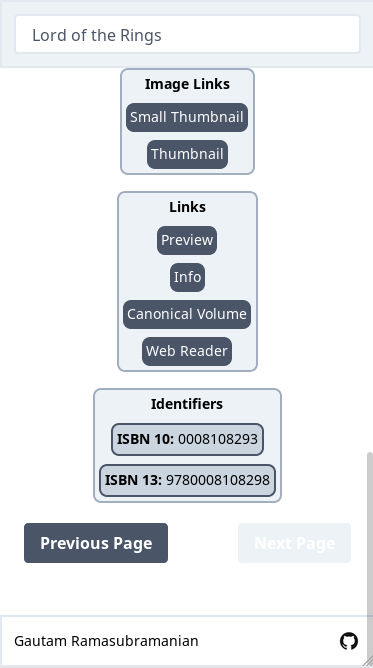 Lord of the Rings
Image Links
Small Thumbnail
Thumbnail
Links
Preview
Info
Canonical Volume
Web Reader
Identifiers
ISBN 10: 0008108293
ISBN 13: 9780008108298
Previous Page Next Page
Gautam Ramasubramanian